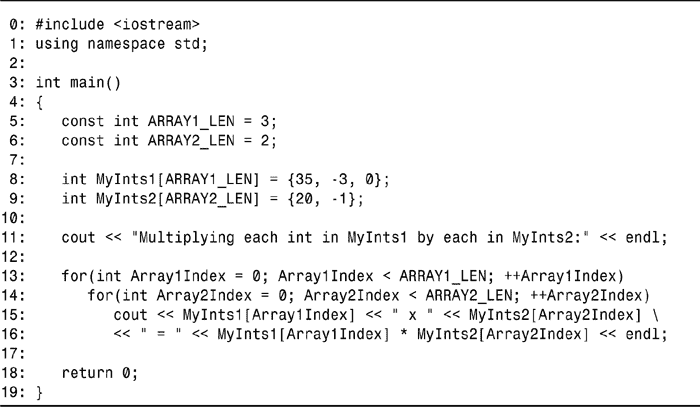 0: #include <iostream>
1: using namespace std;
2:
3: int main()
4: {
5:    const int ARRAY1_LEN = 3;
6:    const int ARRAY2_LEN = 2;
7:
8:    int MyInts1[ARRAY1_LEN] = {35, -3, 0};
9:    int MyInts2[ARRAY2_LEN] = {20, -1};
10:
11:    cout << "Multiplying each int in MyInts1 by each in MyInts2:" << endl;
12:
13:    for(int Array1Index = 0; Array1Index < ARRAY1_LEN; ++Array1Index)
14:       for(int Array2Index = 0; Array2Index < ARRAY2_LEN; ++Array2Index)
15:          cout << MyInts1[Array1Index] << " x " << MyInts2[Array2Index] \
16:          << " = " << MyInts1[Array1Index] * MyInts2[Array2Index] << endl;
17:
18:    return 0;
19: }